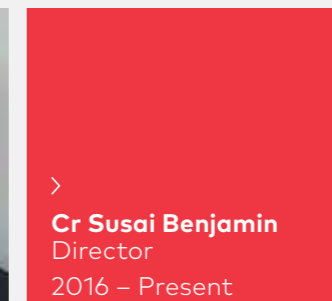 Cr Susai Benjamin
Director
2016 – Present